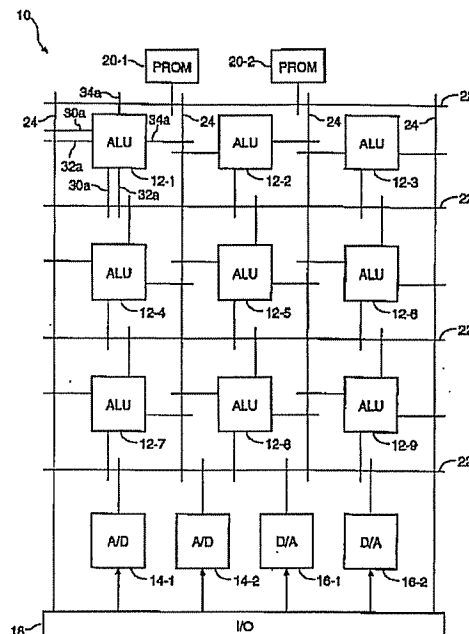 10
20-1
PROM
20-2
PROM
34a
22
24
30a
34a
24
24
24
ALU
ALU
ALU
32a
12-1
12-2
12-3
30a
32a
22
ALU
ALU
ALU
12-4
12-5
12-6
22
ALU
ALU
ALU
12-7
12-8
12-9
22
A/D
A/D
D/A
D/A
14-1
14-2
16-1
16-2
18
I/O